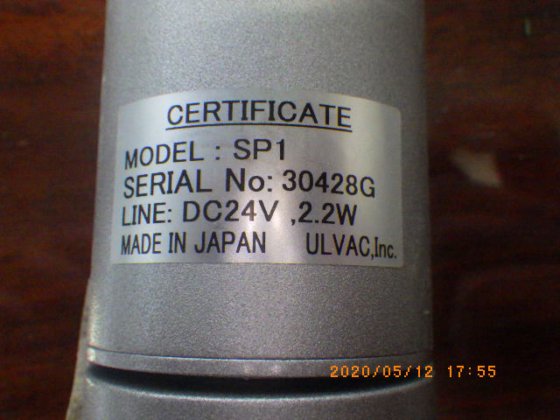 CERTIFICATE
MODEL : SP1
SERIAL No: 30428G
LINE: DC24V ,2.2W
MADE IN JAPAN ULVAC,Inc.
2020/05/12 17:55